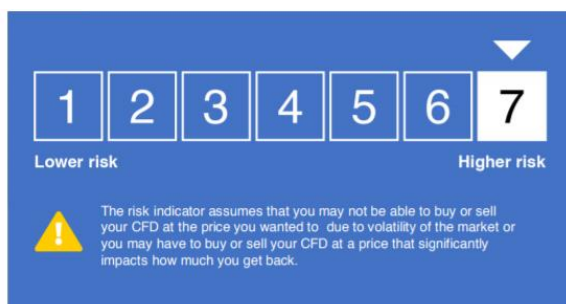 1 2 3 4 5 6 7
Lower risk Higher risk
The risk indicator assumes that you may not be able to buy or sell
your CFD at the price you wanted to due to volatility of the market or
you may have to buy or sell your CFD at a price that significantly
impacts how much you get back.